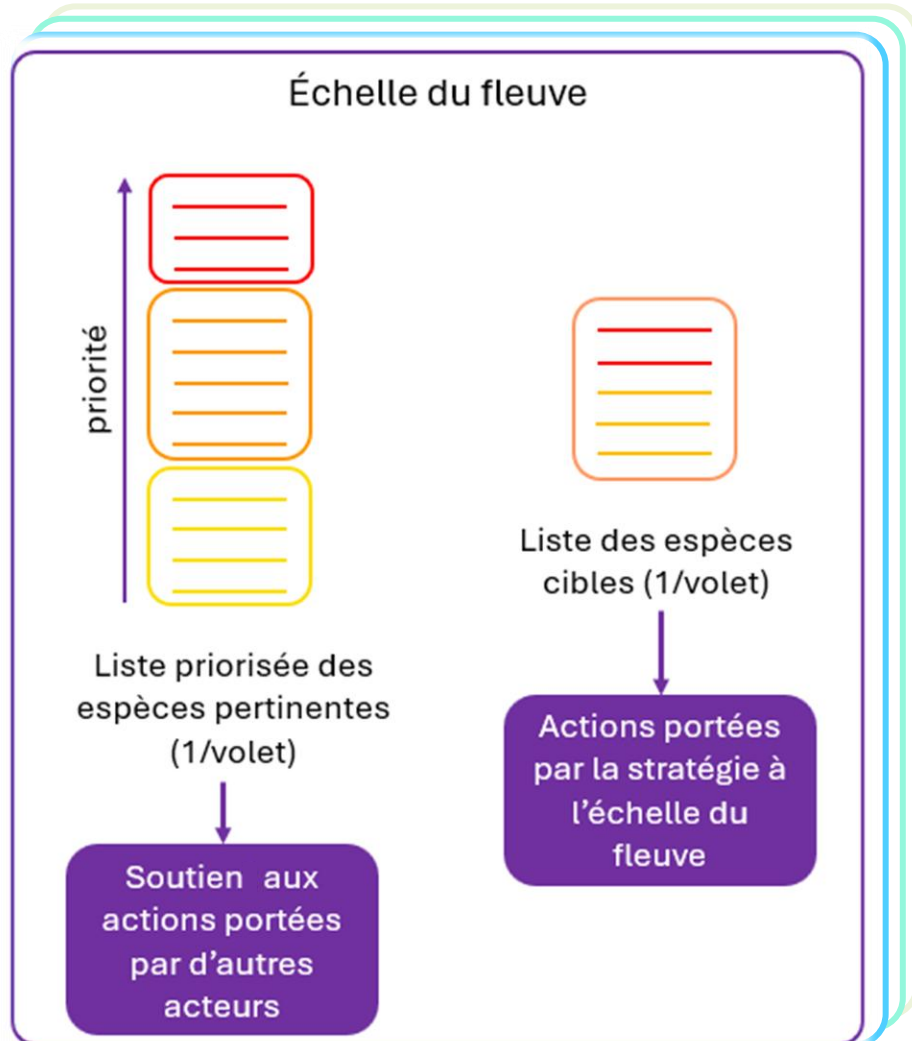 Échelle du fleuve
priorité
Liste priorisée des
espèces pertinentes
(1/volet)
Soutien aux
actions portées
par d'autres
acteurs
Liste des espèces
cibles (1/volet)
Actions portées
par la stratégie à
l'échelle du
fleuve